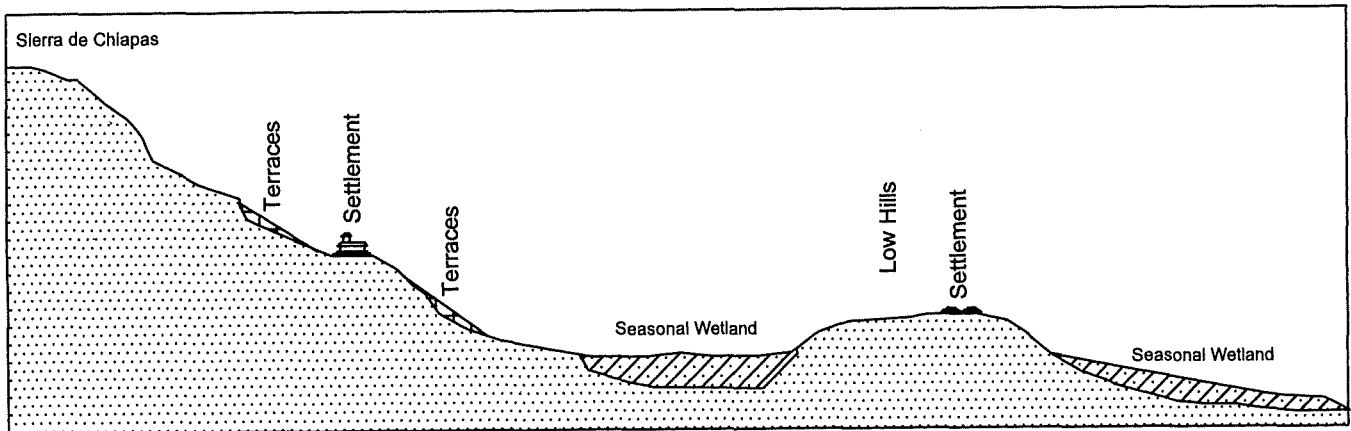 Sierra de Chiapas
Terraces
Settlement
Terraces
Seasonal Wetland
Low Hills
Settlement
Seasonal Wetland